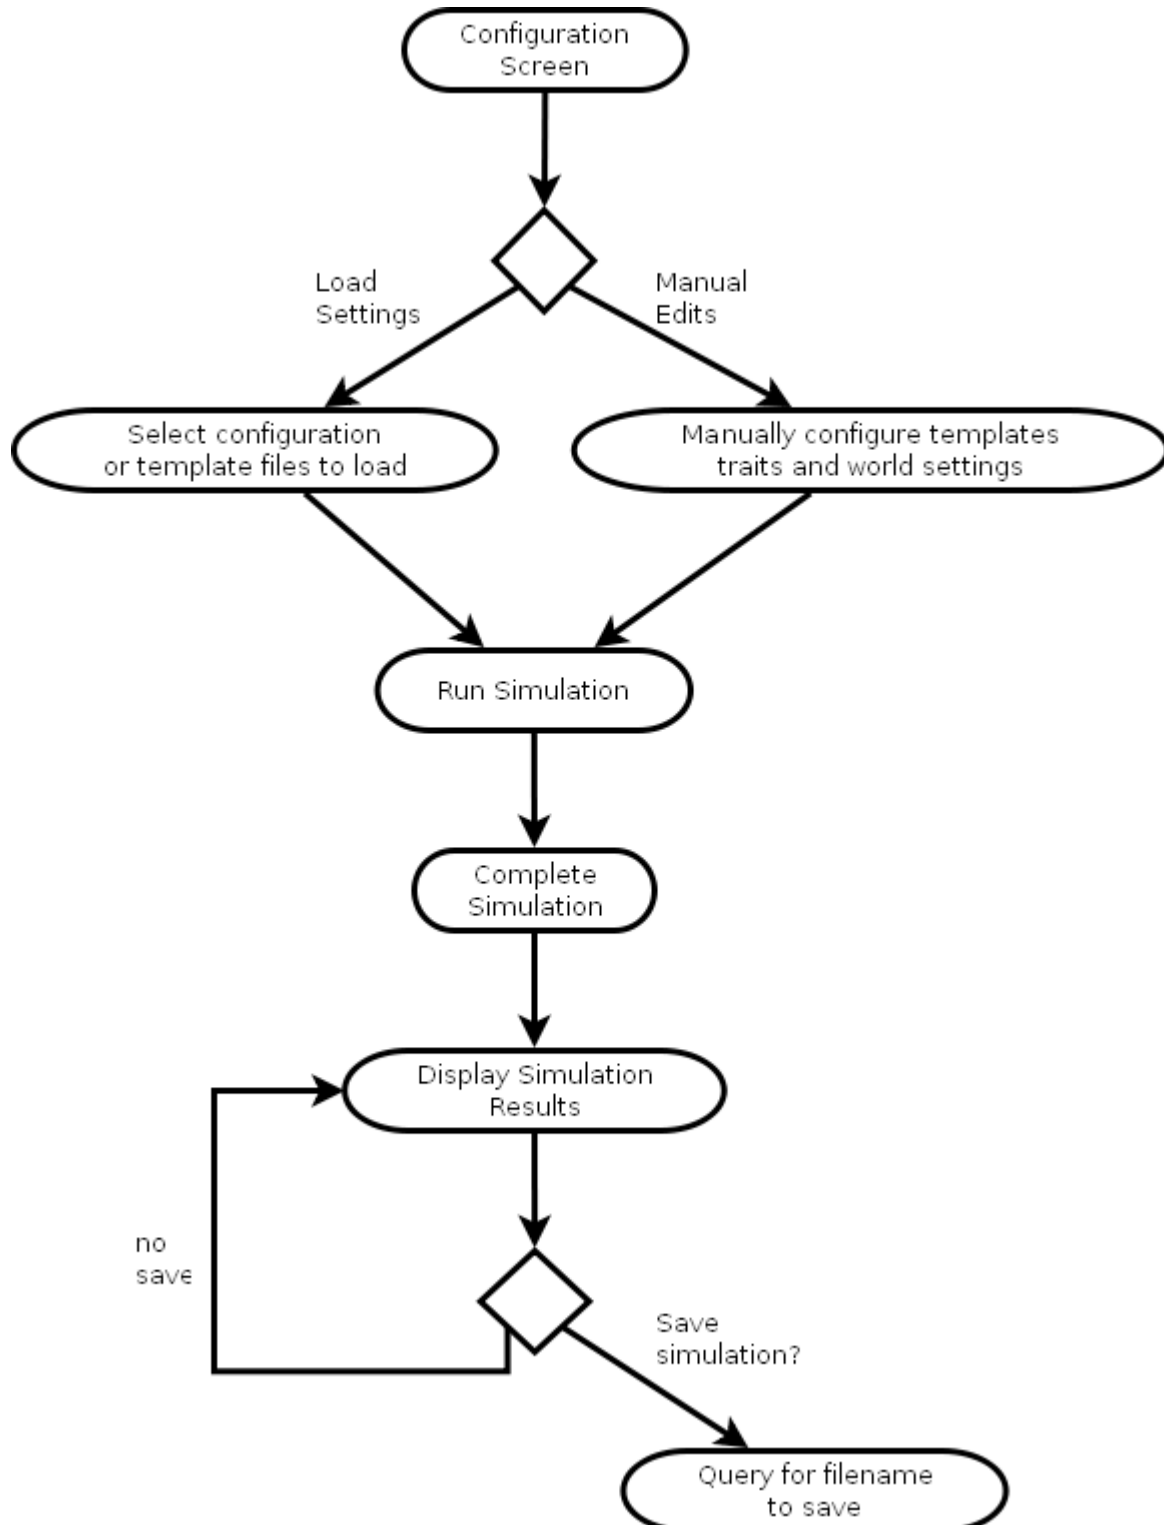 Configuration
Screen
Load
Settings
Manual
Edits
Select configuration
or template files to load
Manually configure templates
traits and world settings
Run Simulation
Complete
Simulation
Display Simulation
Results
no
save
Save
simulation?
Query for filename
to save